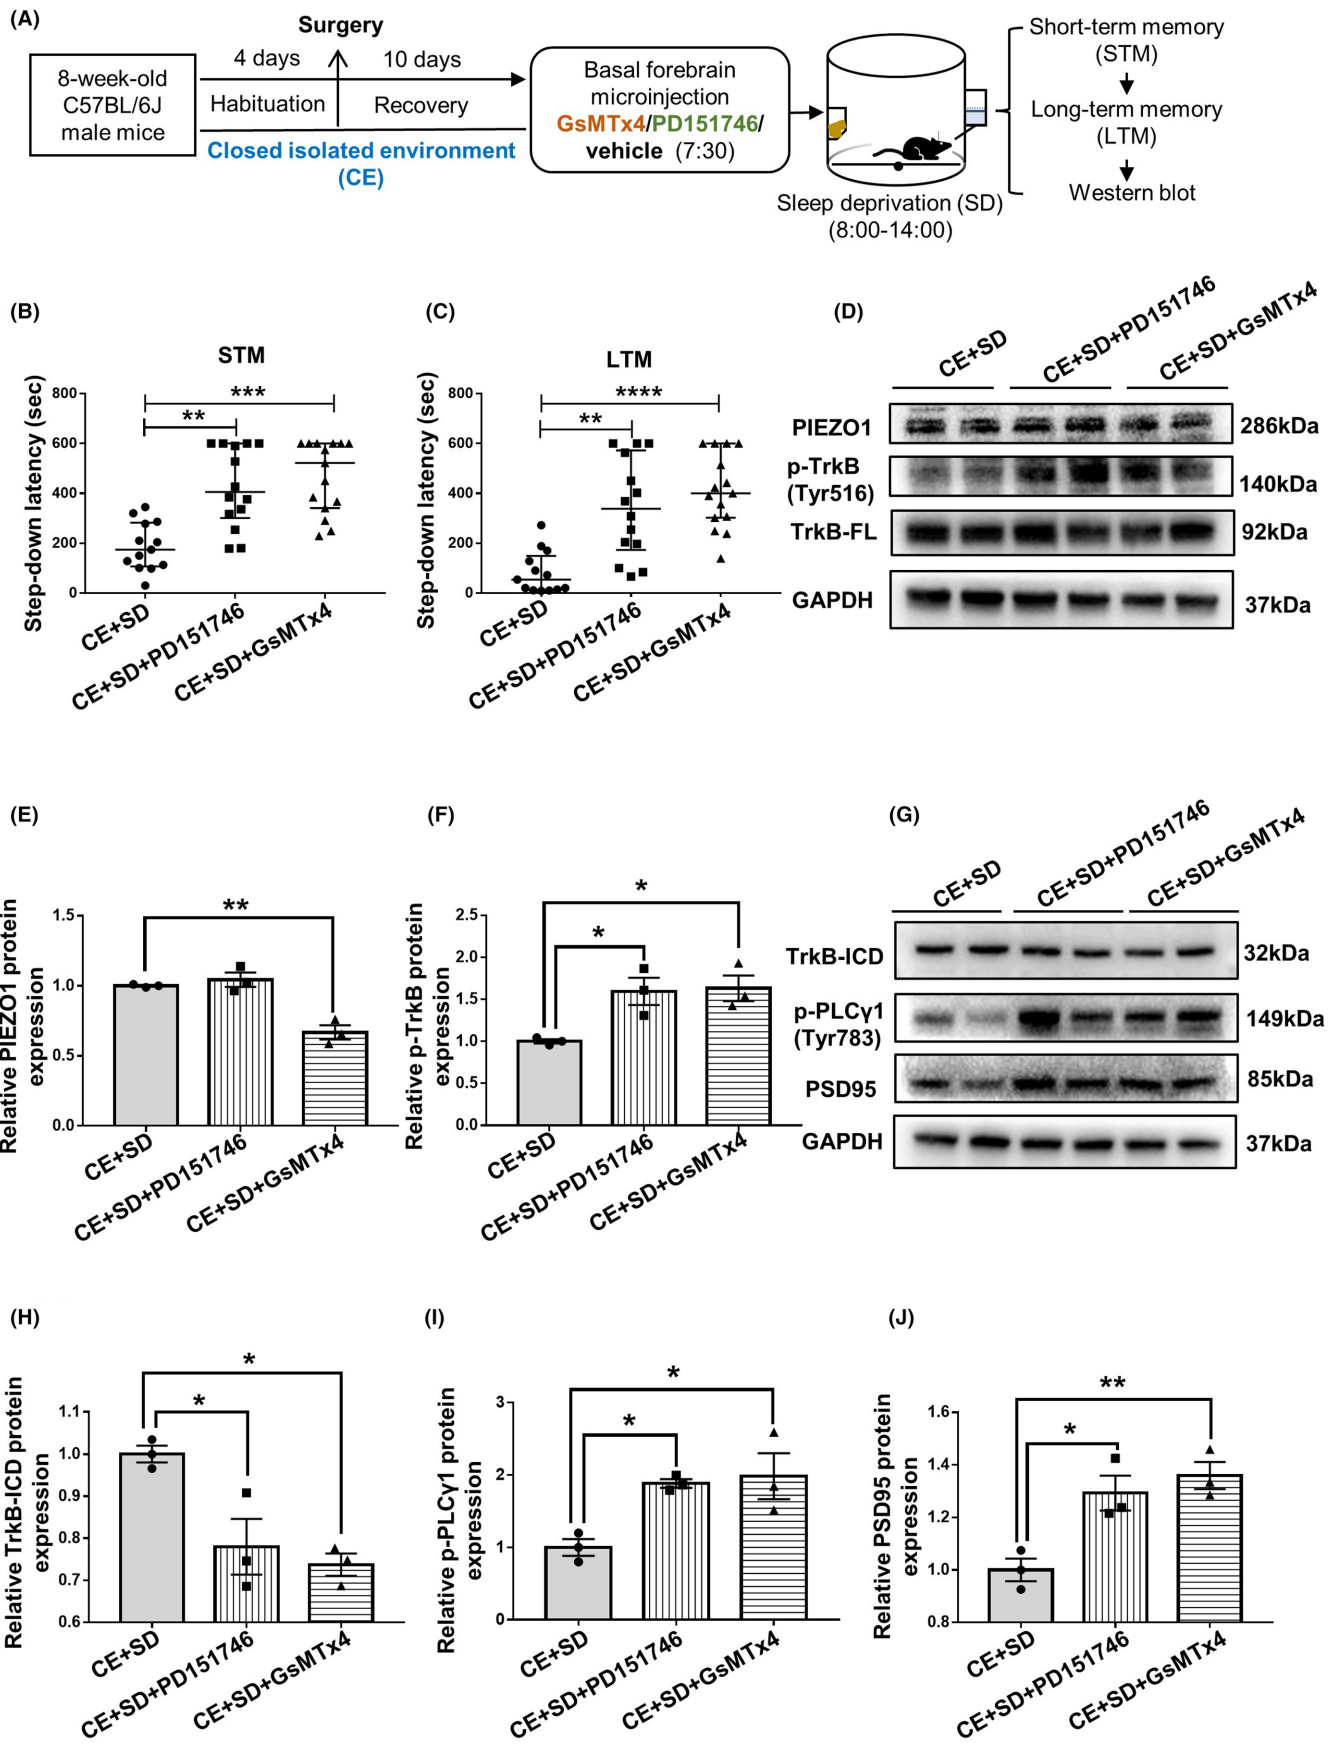 (A)
Surgery
8-week-old
C57BL/6J
male mice
4 days
10 days
Habituation
Recovery
Closed isolated environment
(CE)
Basal forebrain
microinjection
GsMTx4/PD151746/
vehicle (7:30)
Sleep deprivation (SD)
(8:00-14:00)
Short-term memory
(STM)
Long-term memory
(LTM)
Western blot
(B)
STM
Step-down latency (sec)
800
600
400
200
0
***
**
CE+SD
CE+SD+PD151746
CE+SD+GsMTx4
(C)
LTM
Step-down latency (sec)
800
600
400
200
0
****
**
CE+SD
CE+SD+PD151746
CE+SD+GsMTx4
(D)
CE+SD
CE+SD+PD151746
CE+SD+GsMTx4
PIEZO1
286kDa
p-TrkB
(Tyr516)
140kDa
TrkB-FL
92kDa
GAPDH
37kDa
(E)
Relative PIEZO1 protein
expression
1.5
1.0
0.5
0.0
**
CE+SD
CE+SD+PD151746
CE+SD+GsMTx4
(F)
Relative p-TrkB protein
expression
2.5
2.0
1.5
1.0
0.5
0.0
*
*
CE+SD
CE+SD+PD151746
CE+SD+GsMTx4
(G)
CE+SD
CE+SD+PD151746
CE+SD+GsMTx4
TrkB-ICD
32kDa
p-PLCγ1
(Tyr783)
149kDa
PSD95
85kDa
GAPDH
37kDa
(H)
Relative TrkB-ICD protein
expression
1.1
1.0
0.9
0.8
0.7
0.6
*
*
CE+SD
CE+SD+PD151746
CE+SD+GsMTx4
(I)
Relative p-PLCγ1 protein
expression
3
2
1
0
*
*
CE+SD
CE+SD+PD151746
CE+SD+GsMTx4
(J)
Relative PSD95 protein
expression
1.6
1.4
1.2
1.0
0.8
**
*
CE+SD
CE+SD+PD151746
CE+SD+GsMTx4